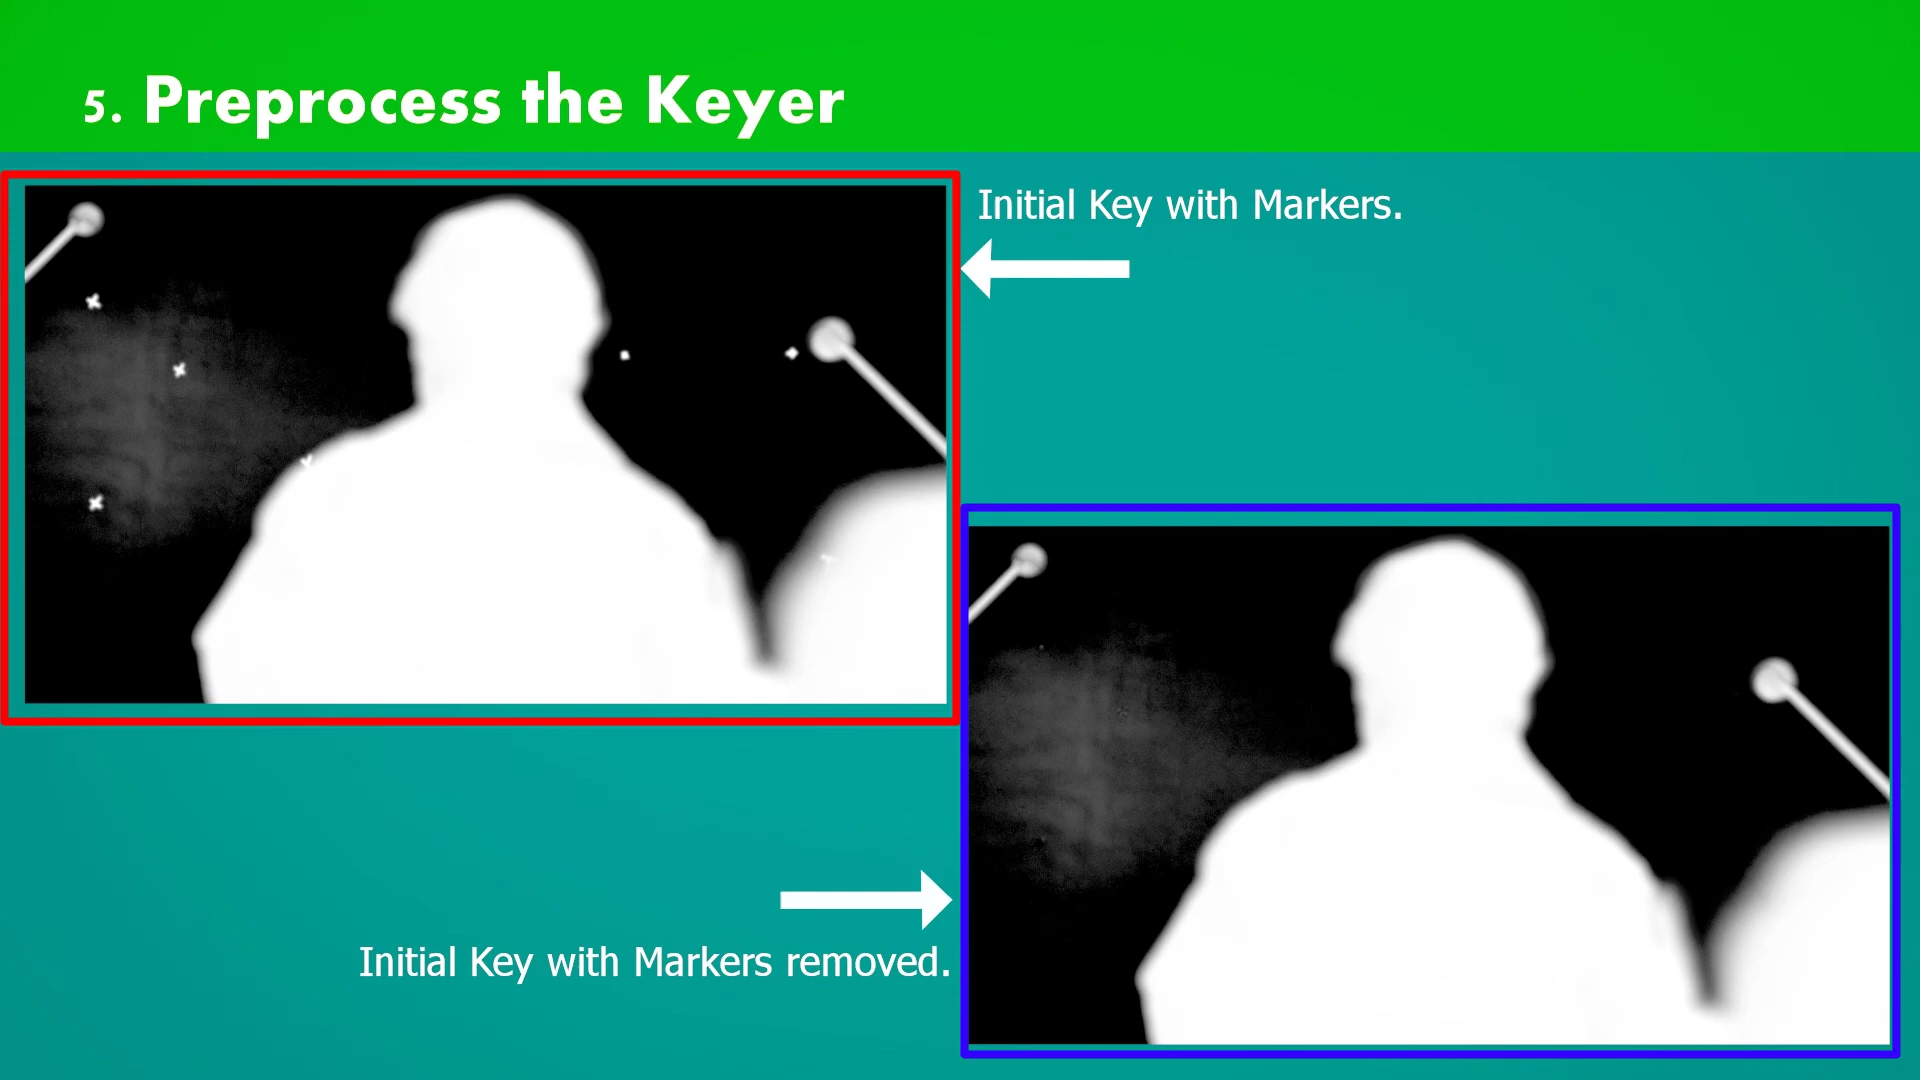 5. Preprocess the Keyer
Initial Key with Markers.
Initial Key with Markers removed.